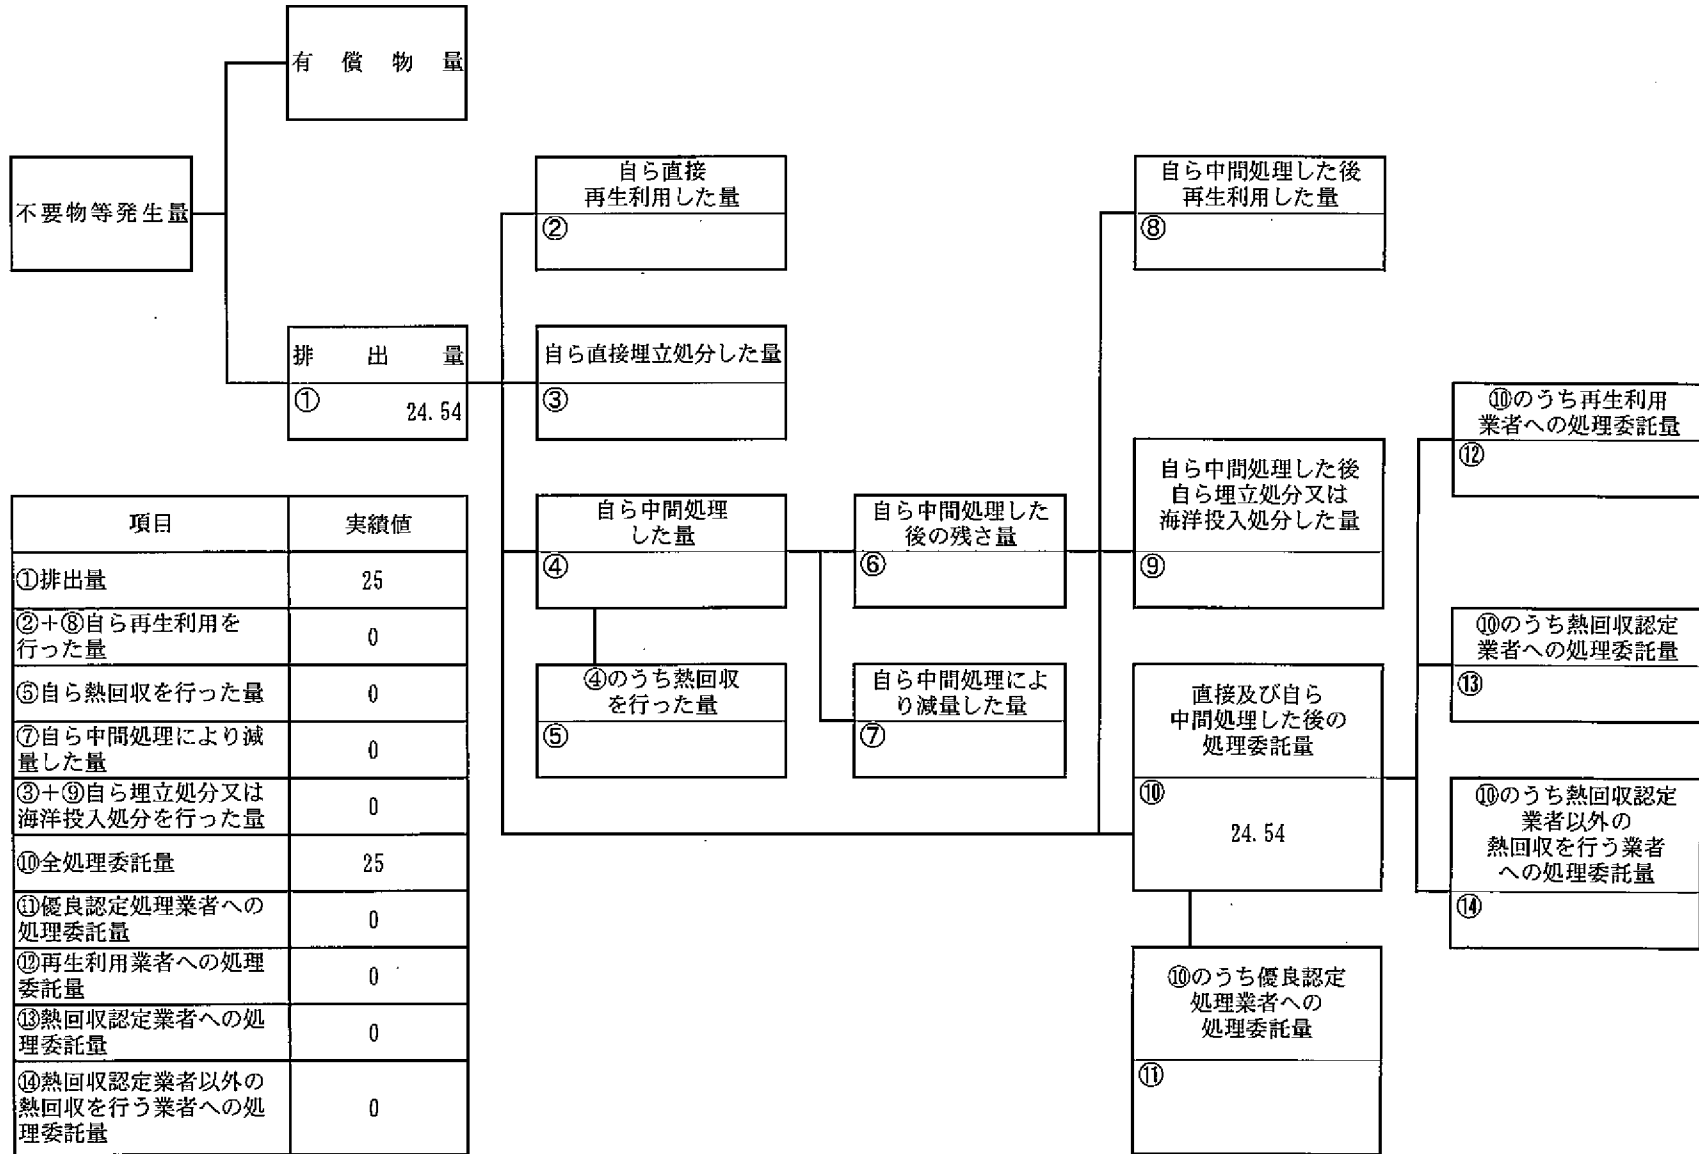 有償物量
不要物等発生量
排出量
①
24.54
自ら直接
再生利用した量
②
自ら直接埋立処分した量
③
自ら中間処理
した量
④
④のうち熱回収
を行った量
⑤
自ら中間処理した
後の残さ量
⑥
自ら中間処理によ
り減量した量
⑦
自ら中間処理した後
再生利用した量
⑧
自ら中間処理した後
自ら埋立処分又は
海洋投入処分した量
⑨
直接及び自ら
中間処理した後の
処理委託量
⑩
24.54
⑩のうち優良認定
処理業者への
処理委託量
⑪
⑩のうち再生利用
業者への処理委託量
⑫
⑩のうち熱回収認定
業者への処理委託量
⑬
⑩のうち熱回収認定
業者以外の
熱回収を行う業者
への処理委託量
⑭
項目 実績値
①排出量 25
②+⑧自ら再生利用を
行った量 0
⑤自ら熱回収を行った量 0
⑦自ら中間処理により減
量した量 0
③+⑨自ら埋立処分又は
海洋投入処分を行った量 0
⑩全処理委託量 25
⑪優良認定処理業者への
処理委託量 0
⑫再生利用業者への処理
委託量 0
⑬熱回収認定業者への処
理委託量 0
⑭熱回収認定業者以外の
熱回収を行う業者への処
理委託量 0